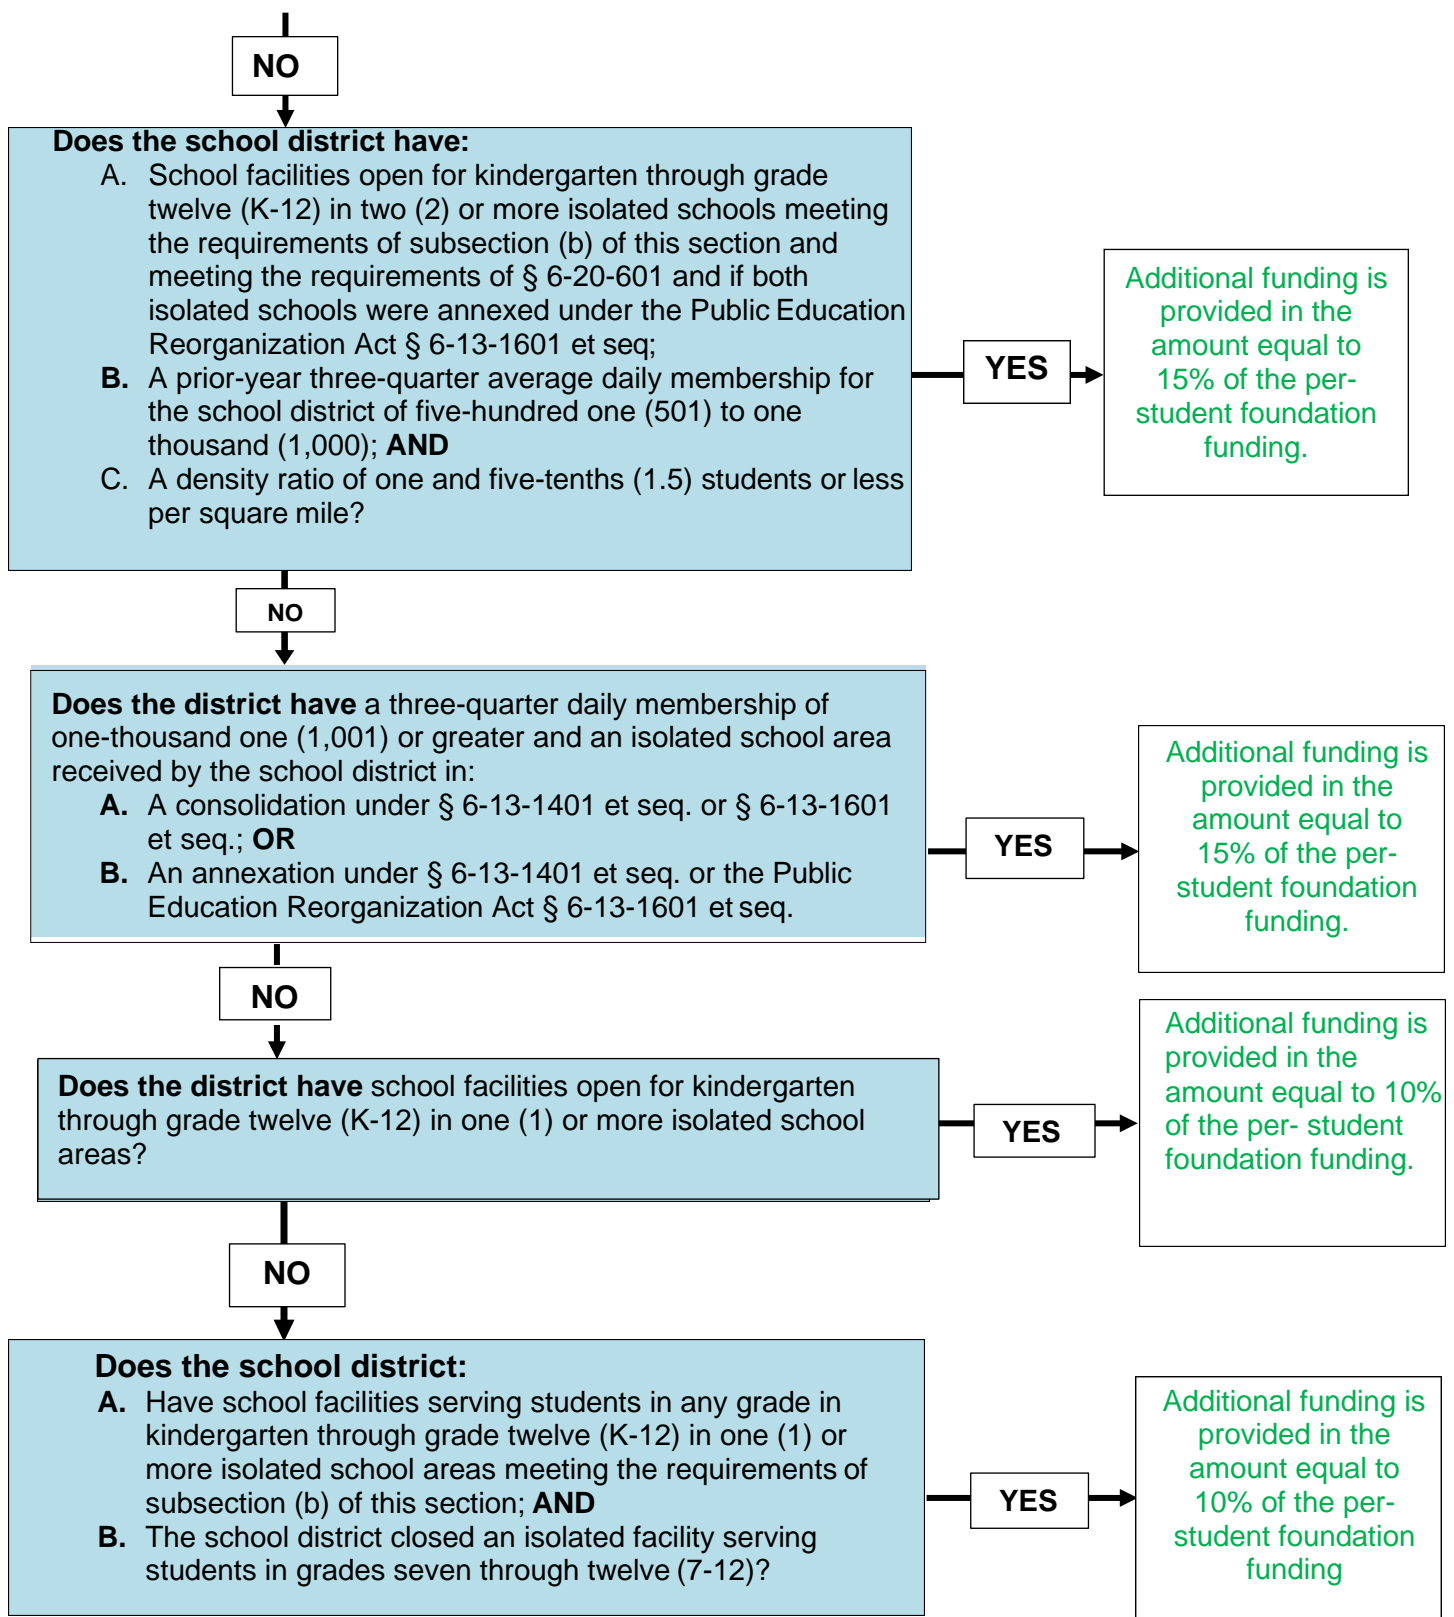 NO
Does the school district have:
A. School facilities open for kindergarten through grade
twelve (K-12) in two (2) or more isolated schools meeting
the requirements of subsection (b) of this section and
meeting the requirements of § 6-20-601 and if both
isolated schools were annexed under the Public Education
Reorganization Act § 6-13-1601 et seq;
B. A prior-year three-quarter average daily membership for
the school district of five-hundred one (501) to one
thousand (1,000); AND
C. A density ratio of one and five-tenths (1.5) students or less
per square mile?
YES
Additional funding is
provided in the
amount equal to
15% of the per-
student foundation
funding.
NO
Does the district have a three-quarter daily membership of
one-thousand one (1,001) or greater and an isolated school area
received by the school district in:
A. A consolidation under § 6-13-1401 et seq. or § 6-13-1601
et seq.; OR
B. An annexation under § 6-13-1401 et seq. or the Public
Education Reorganization Act § 6-13-1601 et seq.
YES
Additional funding is
provided in the
amount equal to
15% of the per-
student foundation
funding.
NO
Does the district have school facilities open for kindergarten
through grade twelve (K-12) in one (1) or more isolated school
areas?
YES
Additional funding is
provided in the
amount equal to 10%
of the per- student
foundation funding.
NO
Does the school district:
A. Have school facilities serving students in any grade in
kindergarten through grade twelve (K-12) in one (1) or
more isolated school areas meeting the requirements of
subsection (b) of this section; AND
B. The school district closed an isolated facility serving
students in grades seven through twelve (7-12)?
YES
Additional funding is
provided in the
amount equal to
10% of the per-
student foundation
funding